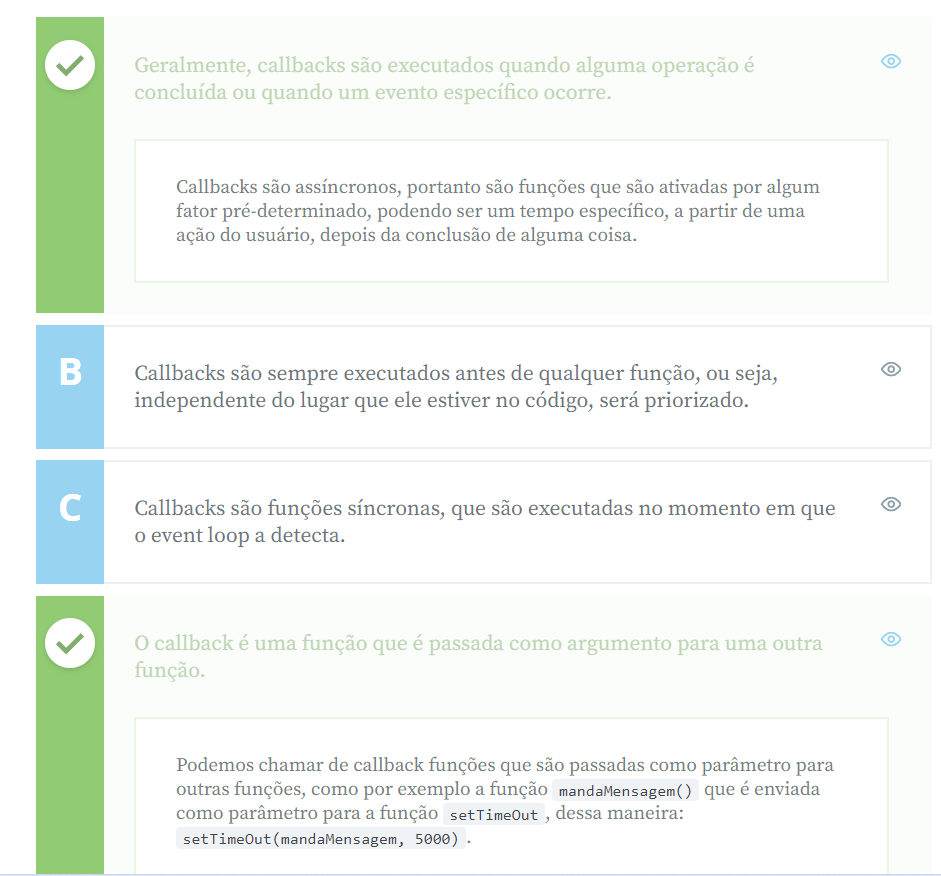 Geralmente, callbacks são executados quando alguma operação é
concluída ou quando um evento específico ocorre.
Callbacks são assíncronos, portanto são funções que são ativadas por algum
fator pré-determinado, podendo ser um tempo específico, a partir de uma
ação do usuário, depois da conclusão de alguma coisa.
B
Callbacks são sempre executados antes de qualquer função, ou seja,
independente do lugar que ele estiver no código, será priorizado.
C
Callbacks são funções síncronas, que são executadas no momento em que
o event loop a detecta.
O callback é uma função que é passada como argumento para uma outra
função.
Podemos chamar de callback funções que são passadas como parâmetro para
outras funções, como por exemplo a função mandaMensagem() que é enviada
como parâmetro para a função setTimeOut, dessa maneira:
setTimeOut(mandaMensagem, 5000).